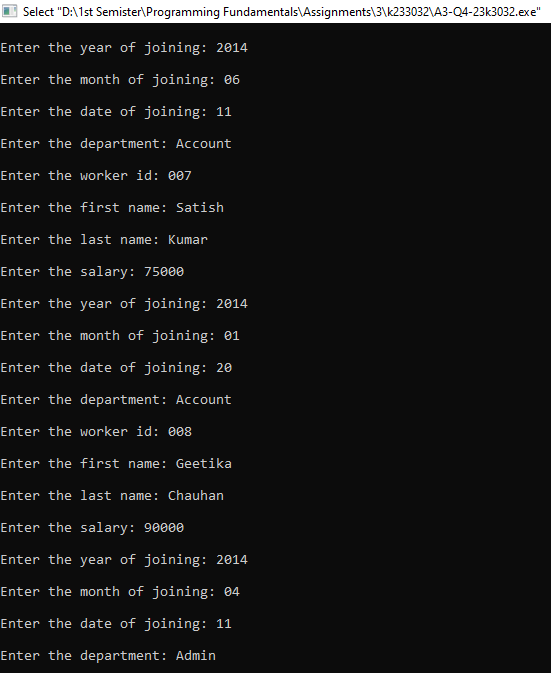 Select "D:\1st Semister\Programming Fundamentals\Assignments\3\k233032\A3-Q4-23k3032.exe"
Enter the year of joining: 2014
Enter the month of joining: 06
Enter the date of joining: 11
Enter the department: Account
Enter the worker id: 007
Enter the first name: Satish
Enter the last name: Kumar
Enter the salary: 75000
Enter the year of joining: 2014
Enter the month of joining: 01
Enter the date of joining: 20
Enter the department: Account
Enter the worker id: 008
Enter the first name: Geetika
Enter the last name: Chauhan
Enter the salary: 90000
Enter the year of joining: 2014
Enter the month of joining: 04
Enter the date of joining: 11
Enter the department: Admin